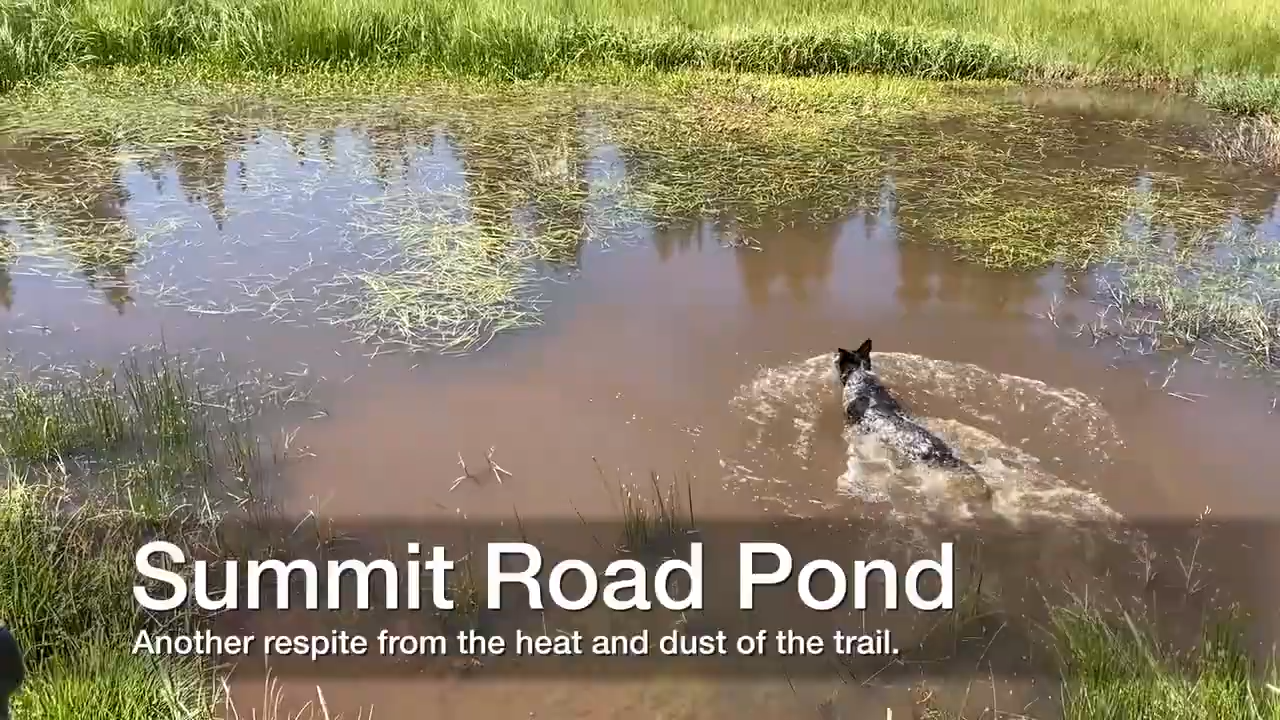 Summit Road Pond
Another respite from the heat and dust of the trail.